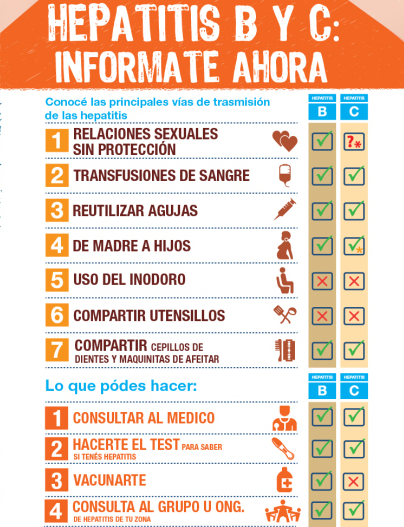 HEPATITIS B Y C:
INFORMATE AHORA
Conocé las principales vías de trasmisión
de las hepatitis
HEPATITIS HEPATITIS
B C
1 RELACIONES SEXUALES
SIN PROTECCIÓN
?*
2 TRANSFUSIONES DE SANGRE
3 REUTILIZAR AGUJAS
4 DE MADRE A HIJOS
*
5 USO DEL INODORO
6 COMPARTIR UTENSILLOS
7 COMPARTIR CEPILLOS DE
DIENTES Y MAQUINITAS DE AFEITAR
Lo que pódes hacer:
HEPATITIS HEPATITIS
B C
1 CONSULTAR AL MEDICO
2 HACERTE EL TEST PARA SABER
SI TENÉS HEPATITIS
3 VACUNARTE
4 CONSULTA AL GRUPO U ONG.
DE HEPATITIS DE TU ZONA